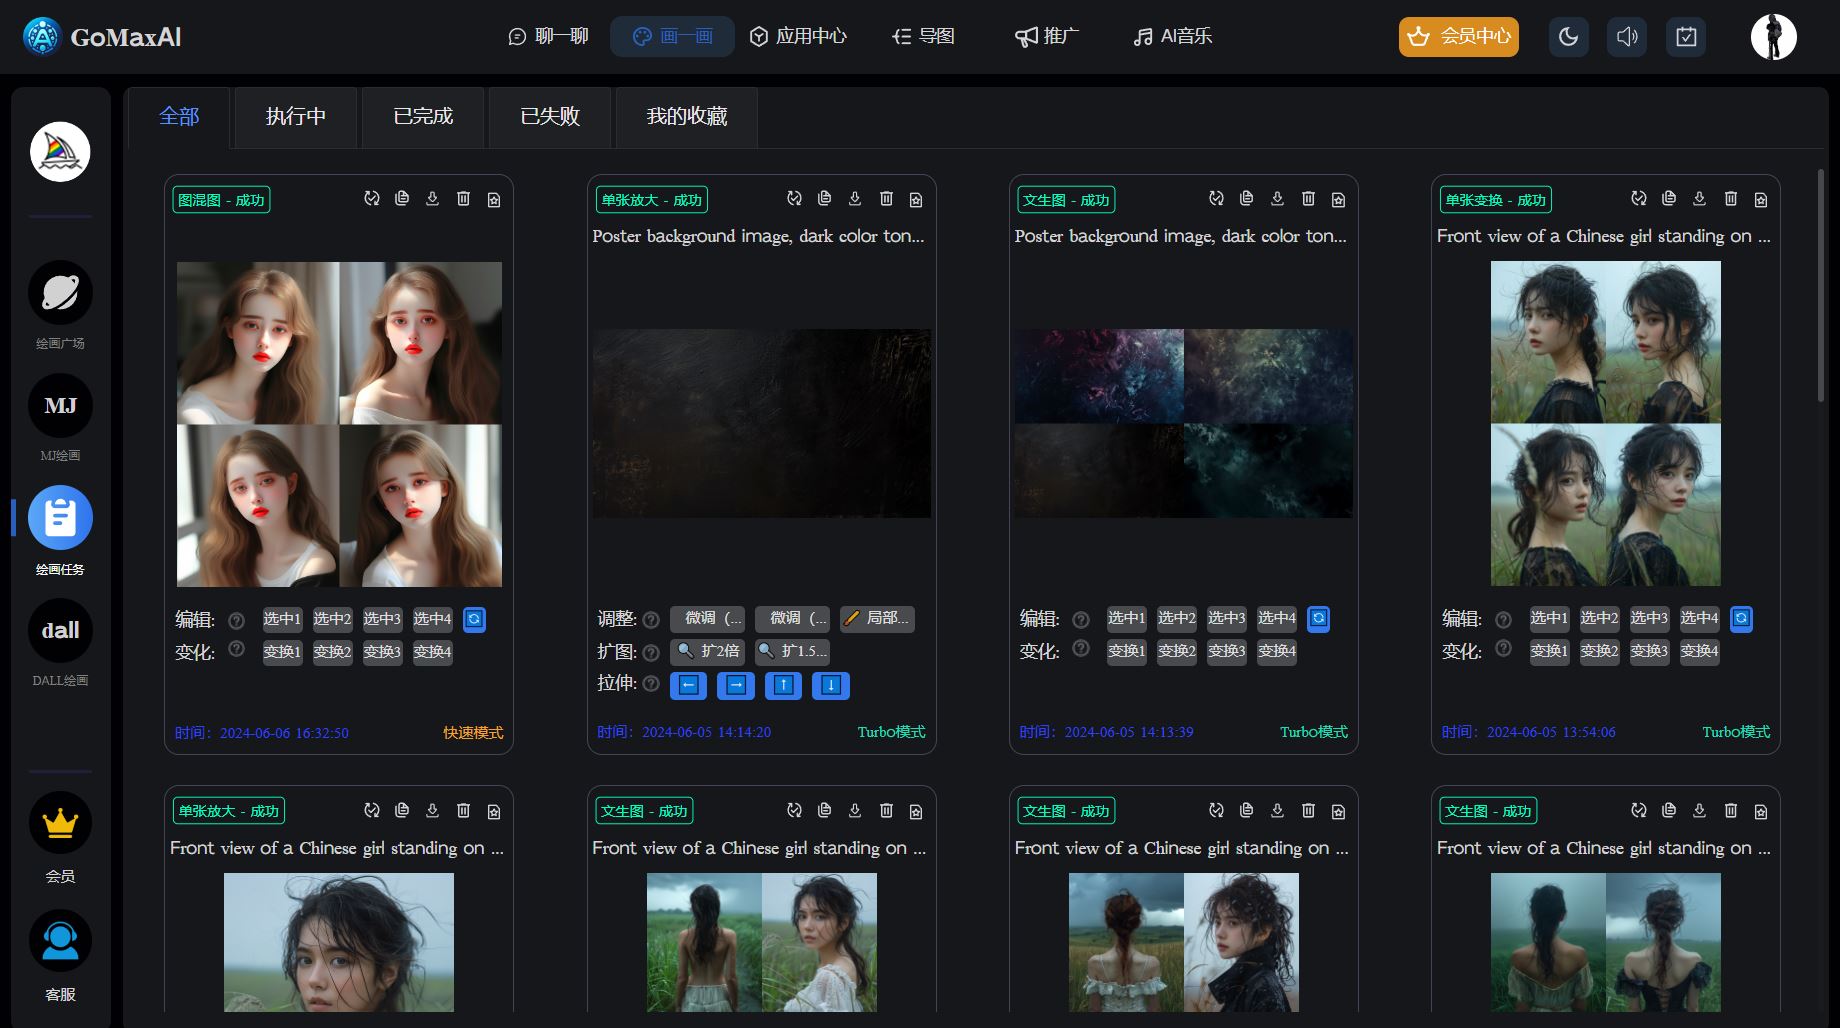 GoMaxAI
聊一聊
画一画
应用中心
导图
推广
AI音乐
会员中心
绘画广场
MJ
MJ绘画
绘画任务
dall
DALL绘画
会员
客服
全部
执行中
已完成
已失败
我的收藏
图混图 - 成功
编辑:
选中1
选中2
选中3
选中4
变化:
变换1
变换2
变换3
变换4
时间：2024-06-06 16:32:50
快速模式
单张放大 - 成功
Poster background image, dark color ton...
调整:
微调（...
微调（...
局部...
扩图:
扩2倍
扩1.5...
拉伸:
时间：2024-06-05 14:14:20
Turbo模式
文生图 - 成功
Poster background image, dark color ton...
编辑:
选中1
选中2
选中3
选中4
变化:
变换1
变换2
变换3
变换4
时间：2024-06-05 14:13:39
Turbo模式
单张变换 - 成功
Front view of a Chinese girl standing on ...
编辑:
选中1
选中2
选中3
选中4
变化:
变换1
变换2
变换3
变换4
时间：2024-06-05 13:54:06
Turbo模式
单张放大 - 成功
Front view of a Chinese girl standing on ...
文生图 - 成功
Front view of a Chinese girl standing on ...
文生图 - 成功
Front view of a Chinese girl standing on ...
文生图 - 成功
Front view of a Chinese girl standing on ...